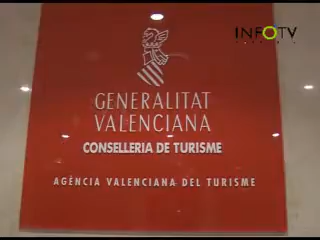 INFOTV
GENERALITAT
VALENCIANA
CONSELLERIA DE TURISME
AGÈNCIA VALENCIANA DEL TURISME